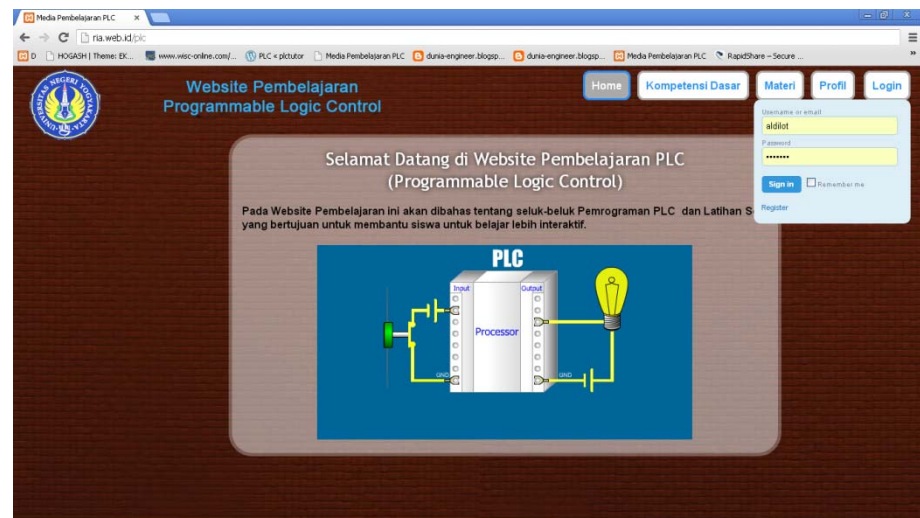 Media Pembelajaran PLC
ria.web.id/plc
D
HOGASH | Theme: EK...
www.wisc-online.com/...
PLC « plctutor
Media Pembelajaran PLC
dunia-engineer.blogsp...
dunia-engineer.blogsp...
Media Pembelajaran PLC
RapidShare – Secure ...
Website Pembelajaran
Programmable Logic Control
Home
Kompetensi Dasar
Materi
Profil
Login
Username or email
aldilot
Password
Sign in
Remember me
Register
Selamat Datang di Website Pembelajaran PLC
(Programmable Logic Control)
Pada Website Pembelajaran ini akan dibahas tentang seluk-beluk Pemrograman PLC dan Latihan S
yang bertujuan untuk membantu siswa untuk belajar lebih interaktif.
PLC
Input
Output
Processor
GND
GND